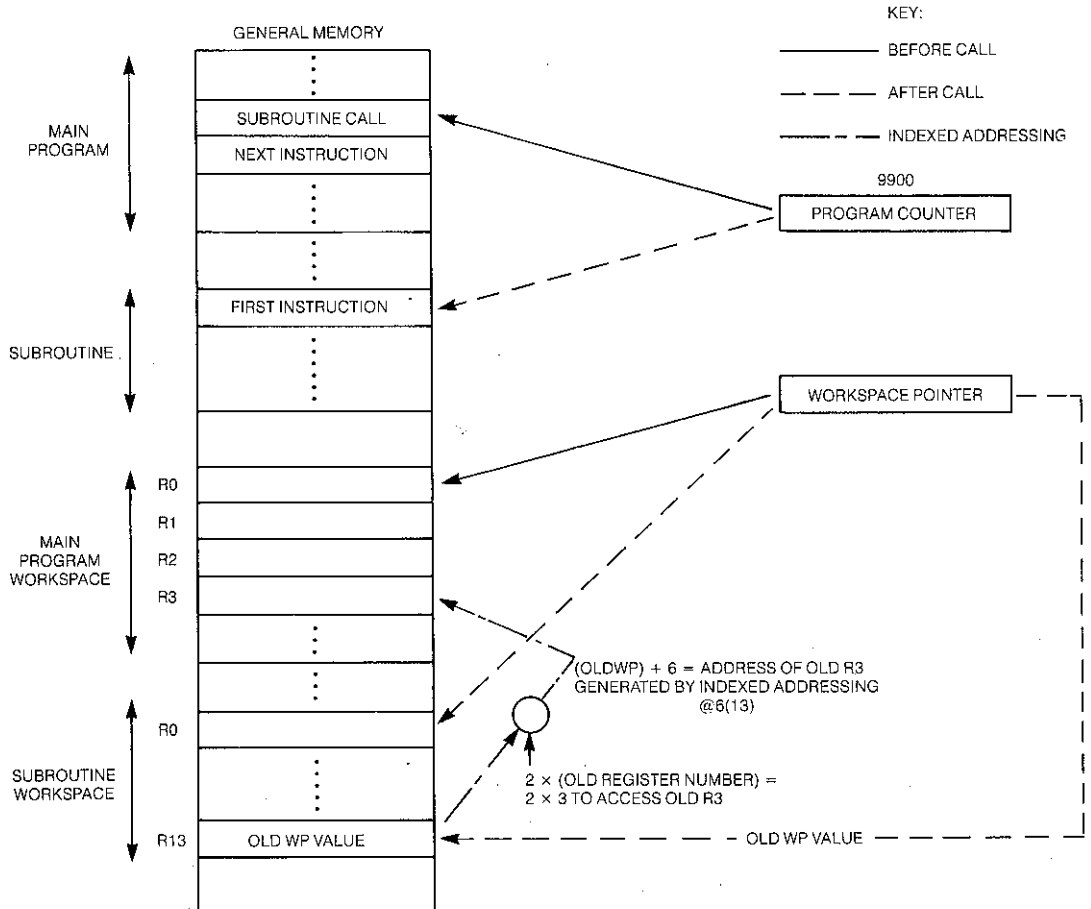 KEY:
GENERAL MEMORY
BEFORE CALL
AFTER CALL
INDEXED ADDRESSING
MAIN
PROGRAM
SUBROUTINE CALL
NEXT INSTRUCTION
9900
PROGRAM COUNTER
SUBROUTINE
FIRST INSTRUCTION
WORKSPACE POINTER
MAIN
PROGRAM
WORKSPACE
R0
R1
R2
R3
(OLDWP) + 6 = ADDRESS OF OLD R3
GENERATED BY INDEXED ADDRESSING
@6(13)
SUBROUTINE
WORKSPACE
R0
2 × (OLD REGISTER NUMBER) =
2 × 3 TO ACCESS OLD R3
R13
OLD WP VALUE
OLD WP VALUE